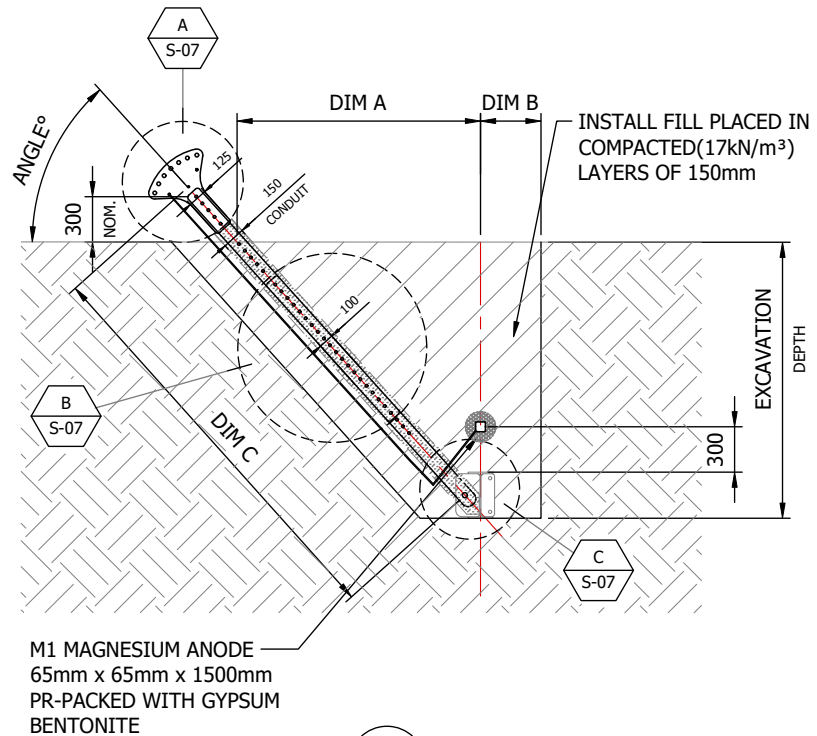 A
S-07
DIM A
DIM B
INSTALL FILL PLACED IN
COMPACTED(17kN/m³)
LAYERS OF 150mm
ANGLE°
125
150
CONDUIT
300
NOM.
100
EXCAVATION
DEPTH
B
S-07
DIM C
300
C
S-07
M1 MAGNESIUM ANODE
65mm x 65mm x 1500mm
PR-PACKED WITH GYPSUM
BENTONITE